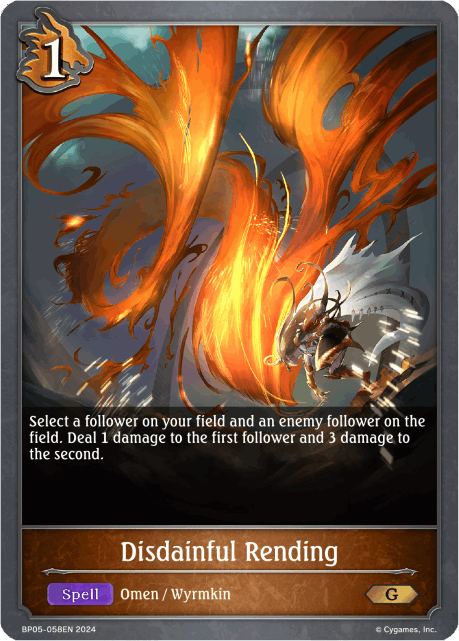 1
Select a follower on your field and an enemy follower on the
field. Deal 1 damage to the first follower and 3 damage to
the second.
Disdainful Rending
Spell Omen / Wyrmkin G
BP05-058EN 2024 © Cygames, Inc.